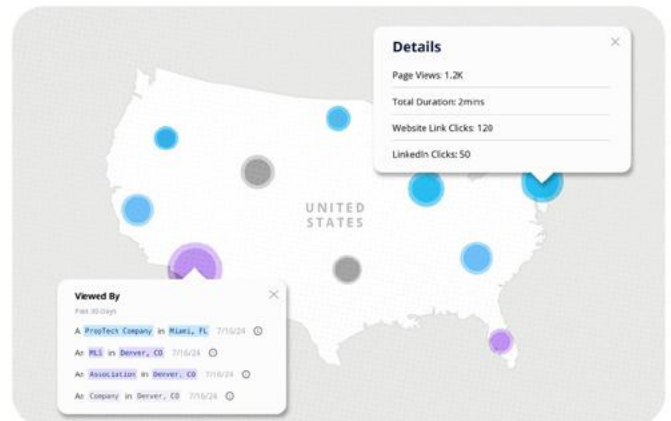 Details
Page Views: 1.2K
Total Duration: 2mins
Website Link Clicks: 120
LinkedIn Clicks: 50
UNITED
STATES
Viewed By
Past 30 Days
A PropTech Company in Miami, FL 7/15/24
An MLS in Denver, CO 7/16/24
An Association in Denver, CO 7/16/24
An Company in Denver, CO 7/16/24